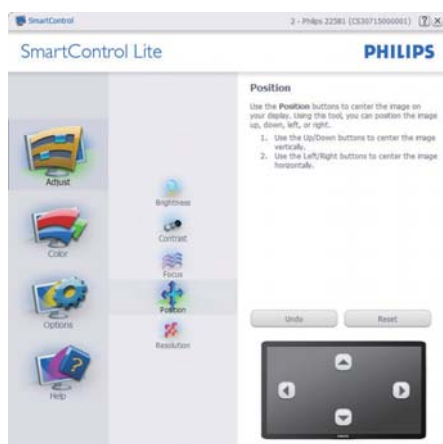 SmartControl
2 - Philips 225B1 (CS30715000001)
SmartControl Lite
PHILIPS
Adjust
Color
Options
Help
Brightness
Contrast
Focus
Position
Resolution
Position
Use the Position buttons to center the image on
your display. Using this tool, you can position the image
up, down, left, or right.
1. Use the Up/Down buttons to center the image
vertically.
2. Use the Left/Right buttons to center the image
horizontally.
Undo
Reset